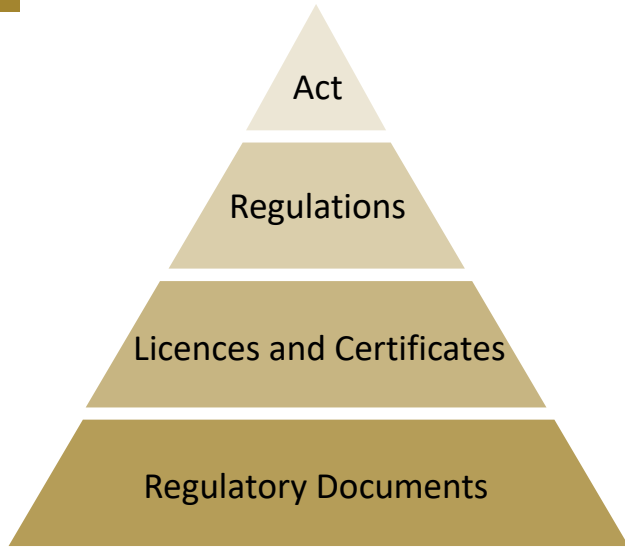 Act
Regulations
Licences and Certificates
Regulatory Documents